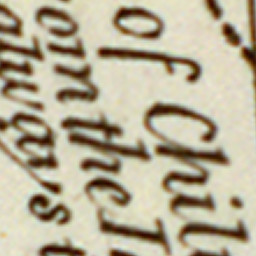 of Chil
om the I
always t